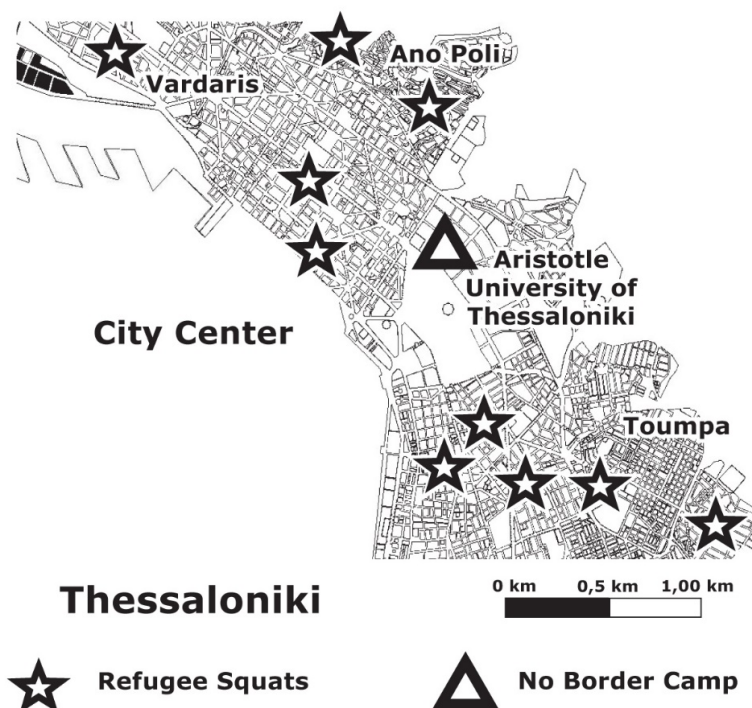 Ano Poli
Vardaris
Aristotle
University of
Thessaloniki
City Center
Toumpa
Thessaloniki
0 km 0,5 km 1,00 km
Refugee Squats
No Border Camp